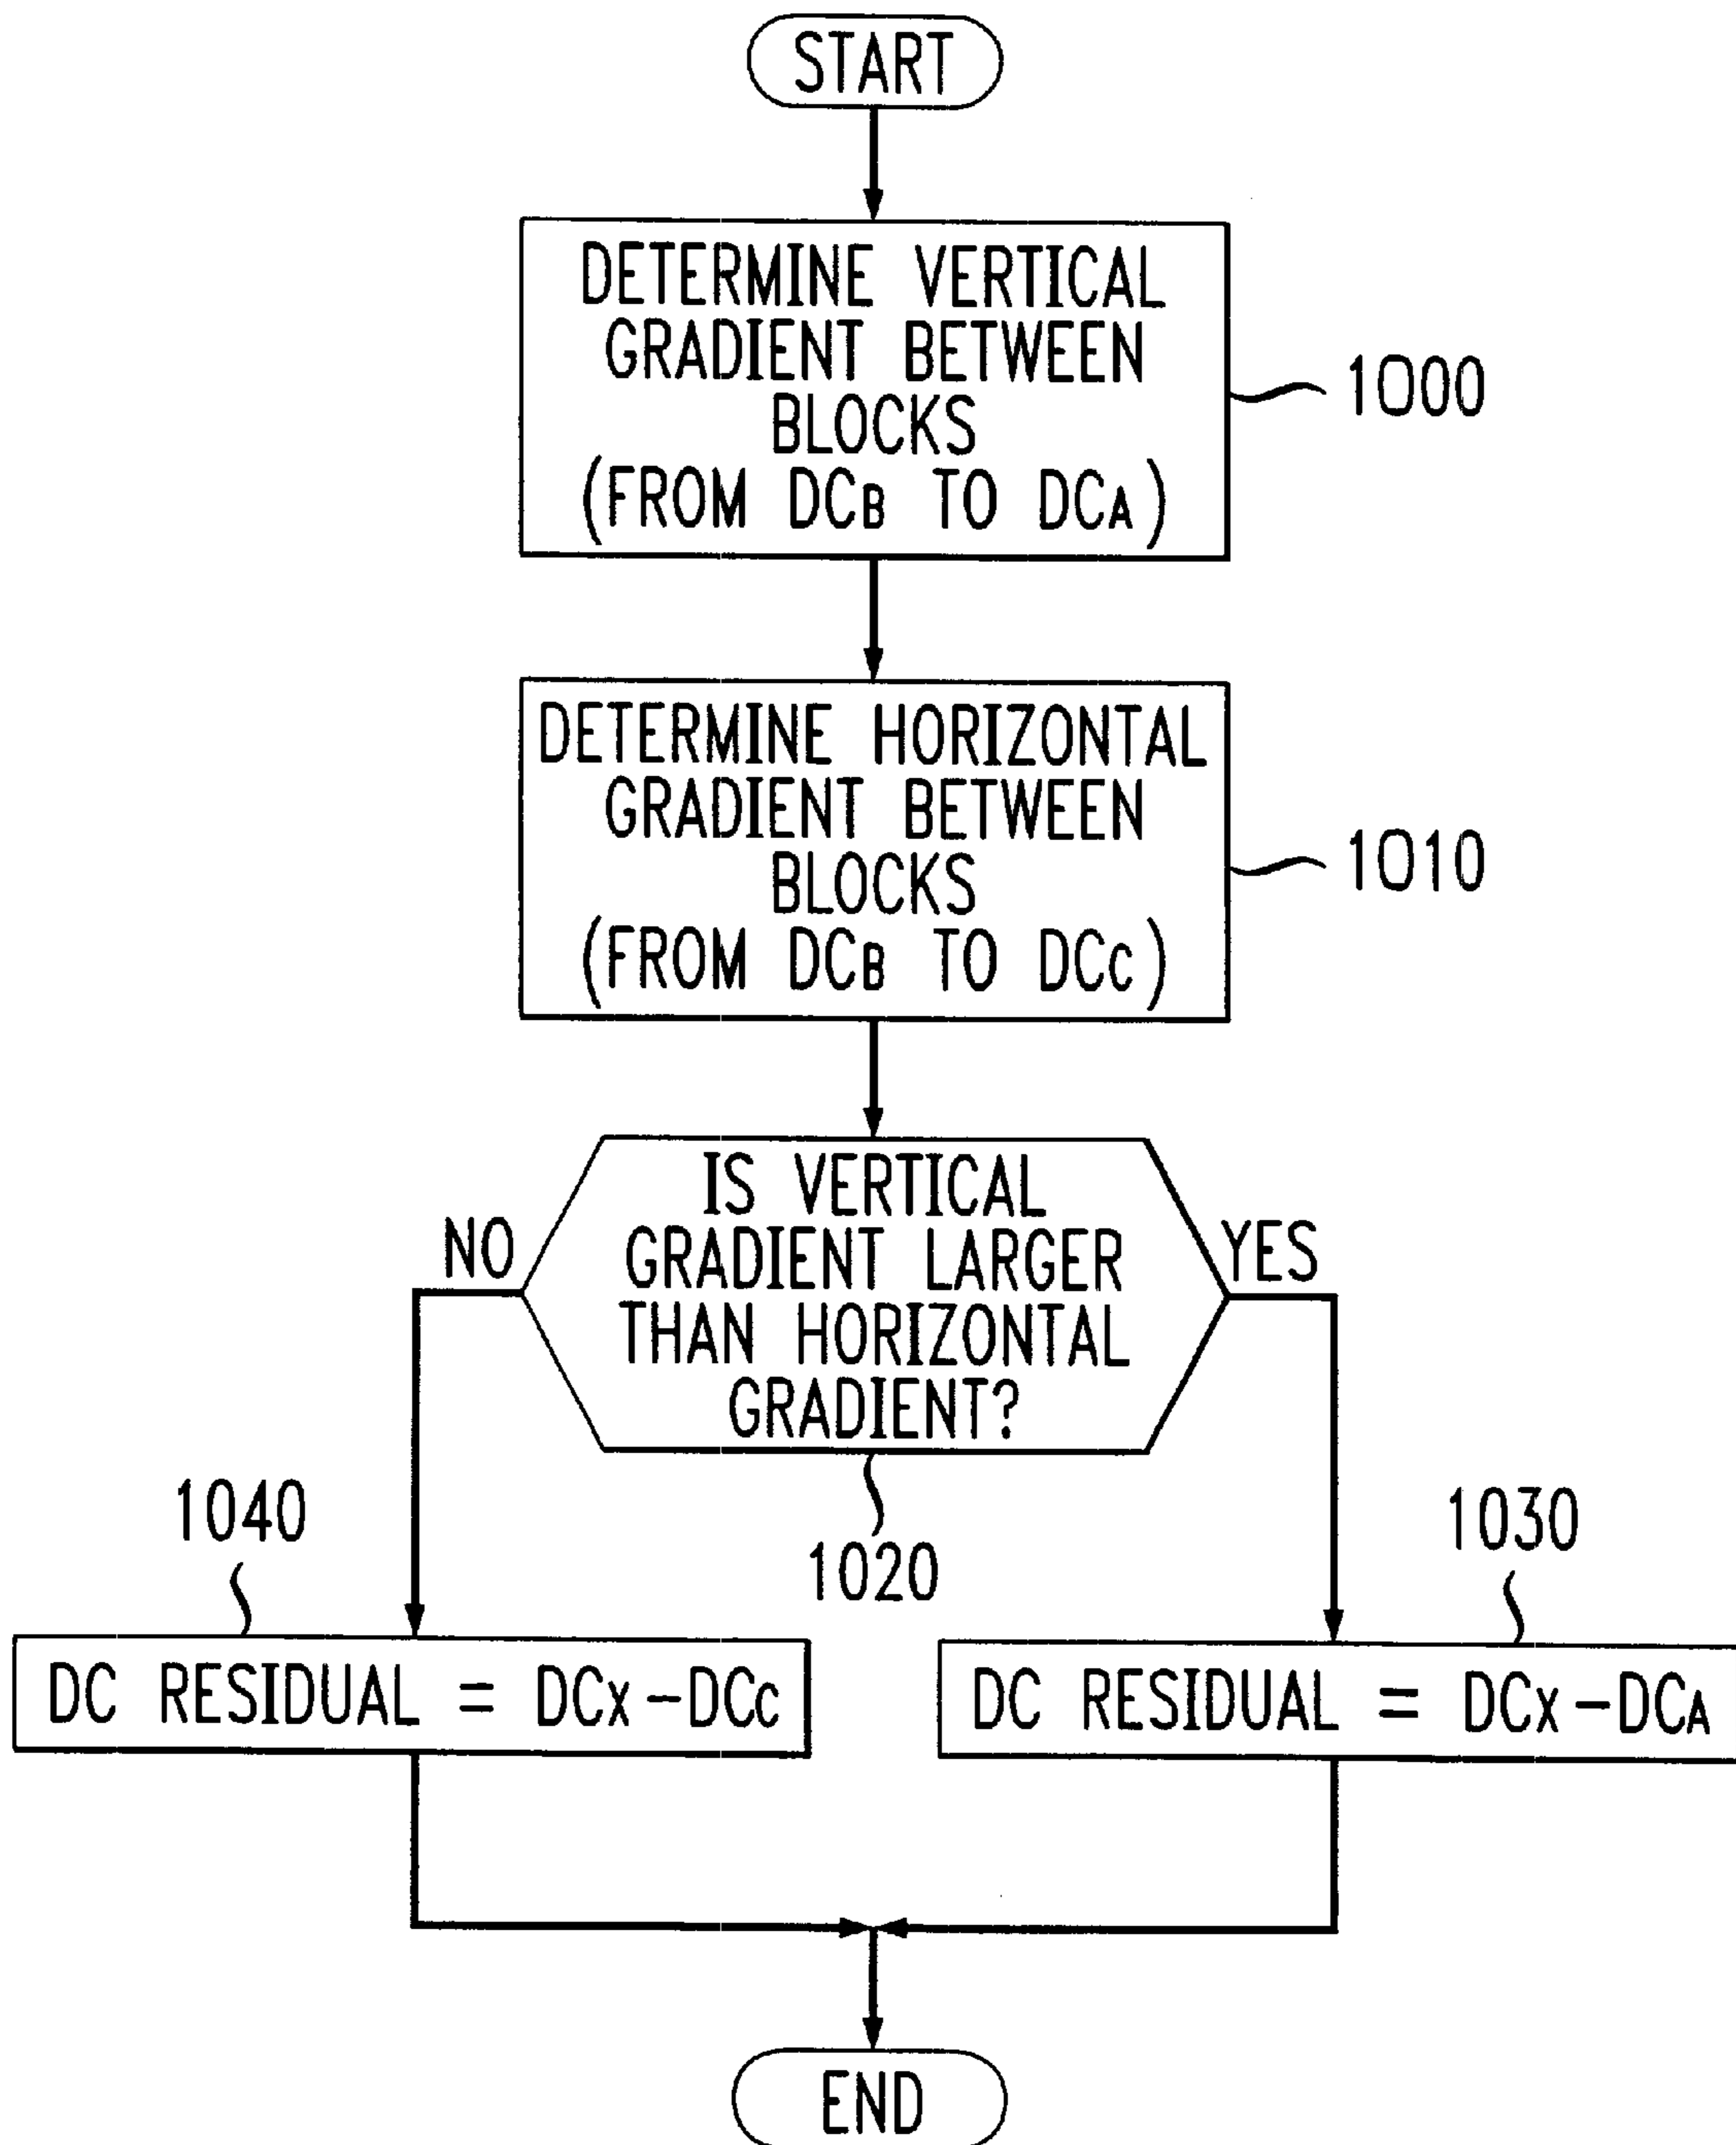 START
DETERMINE VERTICAL
GRADIENT BETWEEN
BLOCKS
(FROM DCB TO DCA)
1000
DETERMINE HORIZONTAL
GRADIENT BETWEEN
BLOCKS
(FROM DCB TO DCC)
1010
IS VERTICAL
GRADIENT LARGER
THAN HORIZONTAL
GRADIENT?
NO
YES
1020
1040
1030
DC RESIDUAL = DCX-DCC
DC RESIDUAL = DCX-DCA
END